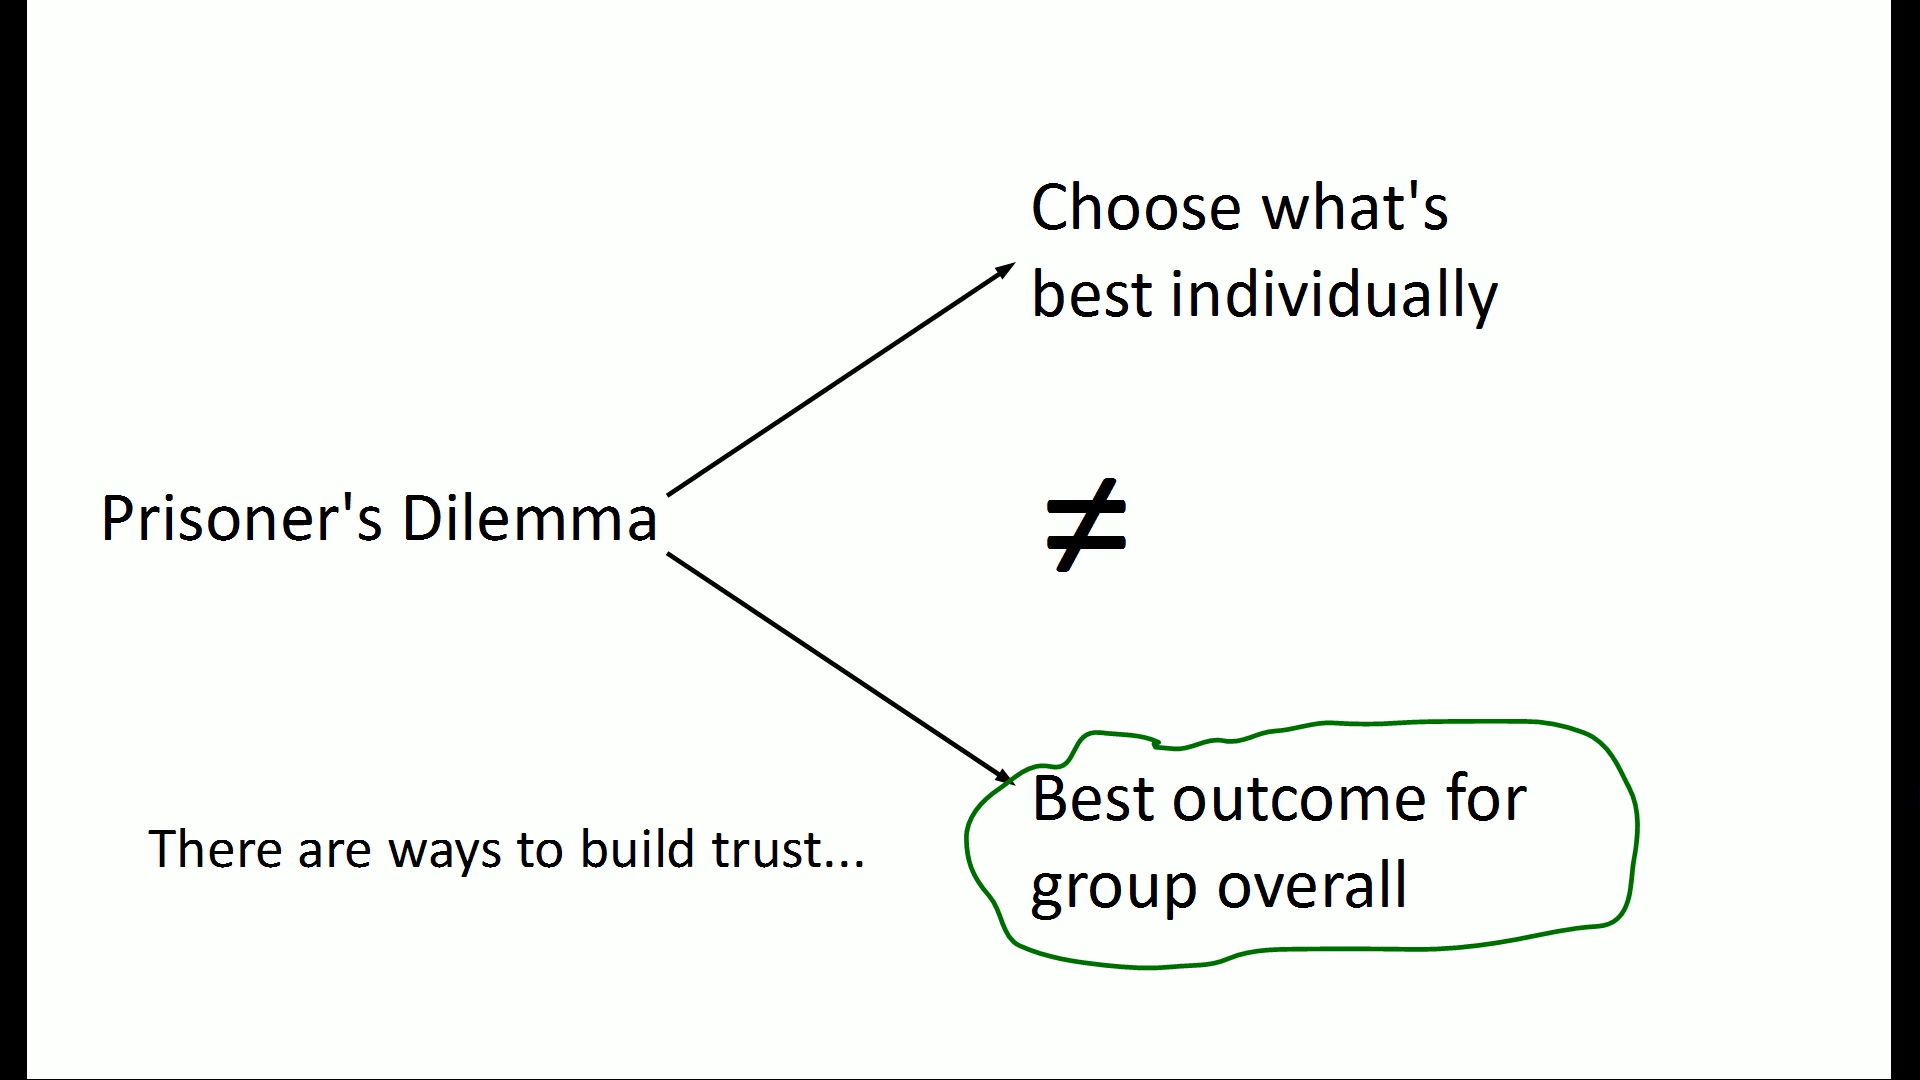 Choose what's
best individually
Prisoner's Dilemma
≠
Best outcome for
group overall
There are ways to build trust...